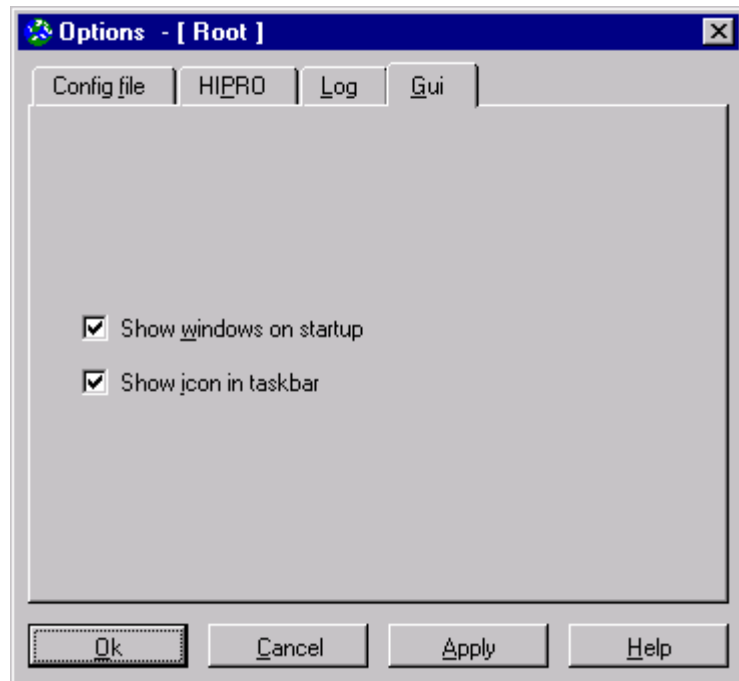 Options - [ Root ]
Config file HIPRO Log Gui
Show windows on startup
Show icon in taskbar
Ok Cancel Apply Help